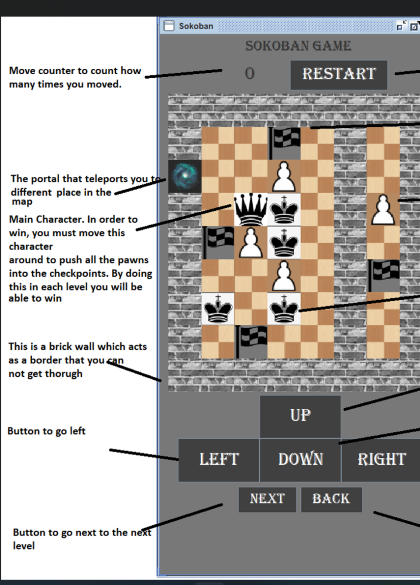 Sokoban
SOKOBAN GAME
Move counter to count how
many times you moved.
0
RESTART
The portal that teleports you to
different place in the
map
Main Character. In order to
win, you must move this
character
around to push all the pawns
into the checkpoints. By doing
this in each level you will be
able to win
This is a brick wall which acts
as a border that you can
not get thorugh
UP
Button to go left
LEFT
DOWN
RIGHT
NEXT
BACK
Button to go next to the next
level